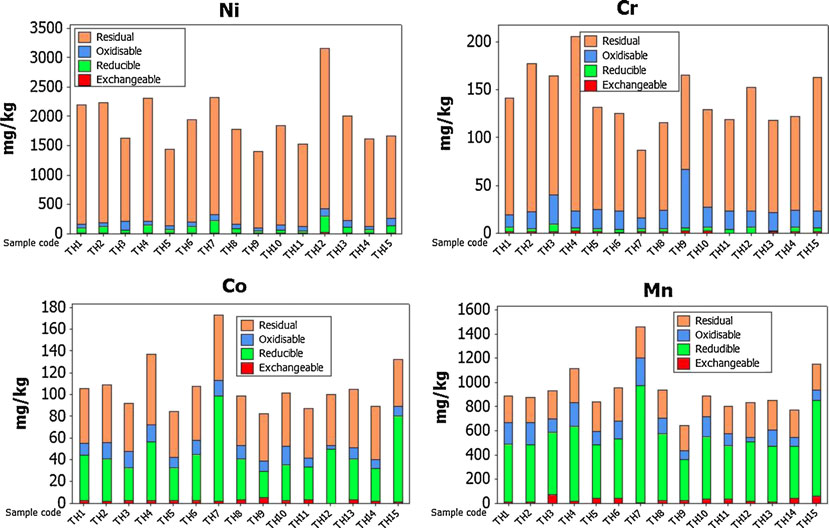 Ni
3500
3000
2500
2000
1500
1000
500
0
mg/kg
Residual
Oxidisable
Reducible
Exchangeable
Sample code
TH1 TH2 TH3 TH4 TH5 TH6 TH7 TH8 TH9 TH10 TH11 TH12 TH13 TH14 TH15
Cr
200
150
100
50
0
mg/kg
Residual
Oxidisable
Reducible
Exchangeable
Sample code
TH1 TH2 TH3 TH4 TH5 TH6 TH7 TH8 TH9 TH10 TH11 TH12 TH13 TH14 TH15
Co
180
160
140
120
100
80
60
40
20
0
mg/kg
Residual
Oxidisable
Reducible
Exchangeable
Sample code
TH1 TH2 TH3 TH4 TH5 TH6 TH7 TH8 TH9 TH10 TH11 TH12 TH13 TH14 TH15
Mn
1600
1400
1200
1000
800
600
400
200
0
mg/kg
Residual
Oxidisable
Redudible
Exchangeable
Sample code
TH1 TH2 TH3 TH4 TH5 TH6 TH7 TH8 TH9 TH10 TH11 TH12 TH13 TH14 TH15